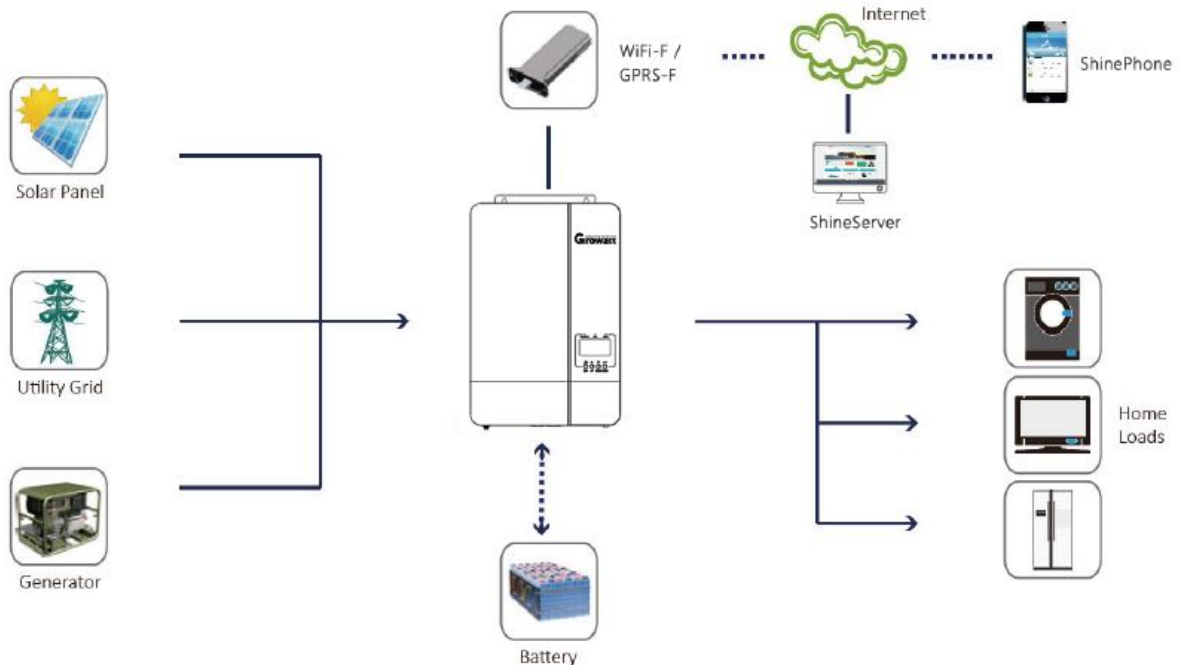 Internet
WiFi-F /
GPRS-F
ShinePhone
Solar Panel
ShineServer
Growatt
Utility Grid
Home
Loads
Generator
Battery